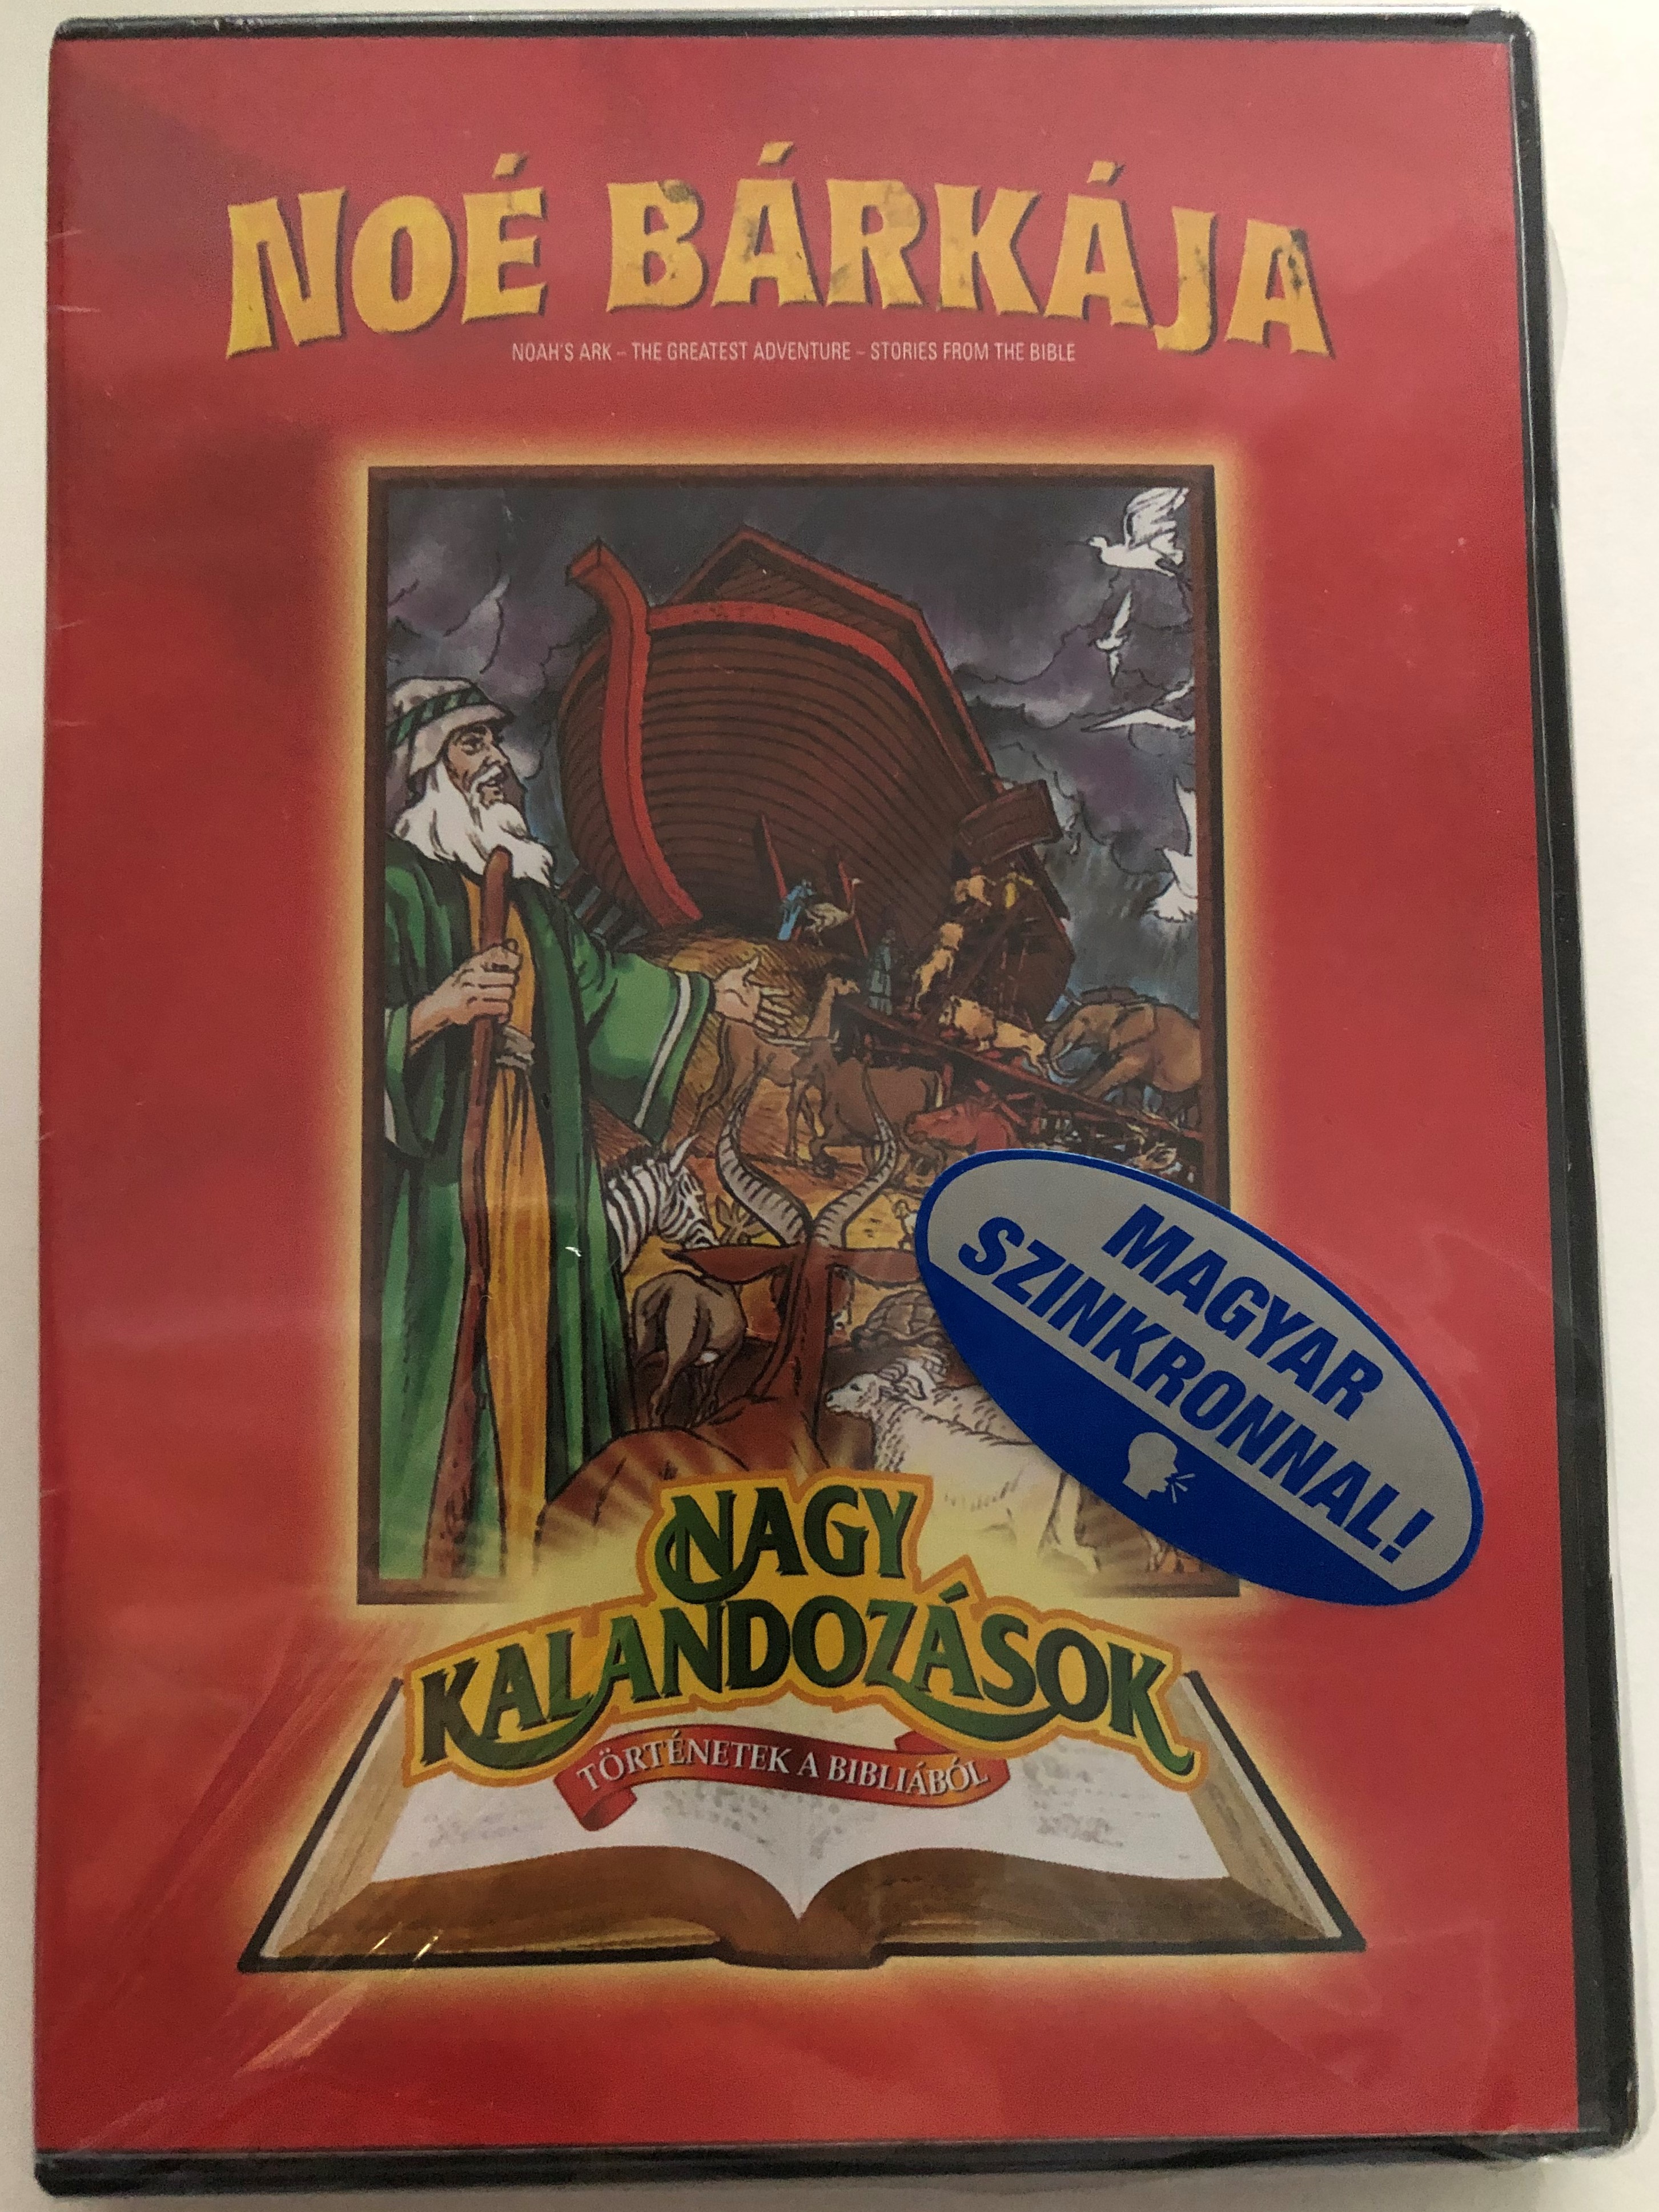 NOÉ BÁRKÁJA
NOAH'S ARK – THE GREATEST ADVENTURE – STORIES FROM THE BIBLE
MAGYAR
SZINKRONNAL!
NAGY
KALANDOZÁSOK
TÖRTÉNETEK A BIBLIÁBÓL